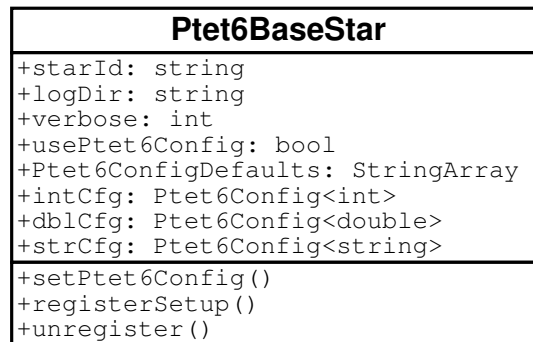 Ptet6BaseStar
+starId: string
+logDir: string
+verbose: int
+usePtet6Config: bool
+Ptet6ConfigDefaults: StringArray
+intCfg: Ptet6Config<int>
+dblCfg: Ptet6Config<double>
+strCfg: Ptet6Config<string>
+setPtet6Config()
+registerSetup()
+unregister()